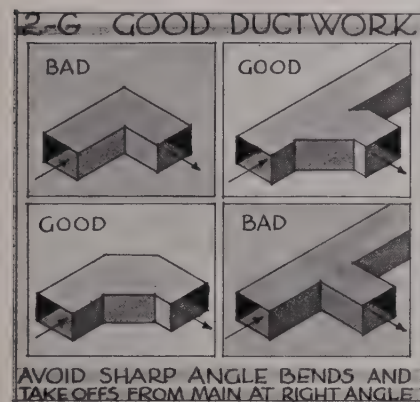 2-G GOOD DUCTWORK
BAD
GOOD
GOOD
BAD
AVOID SHARP ANGLE BENDS AND
TAKE OFFS FROM MAIN AT RIGHT ANGLE